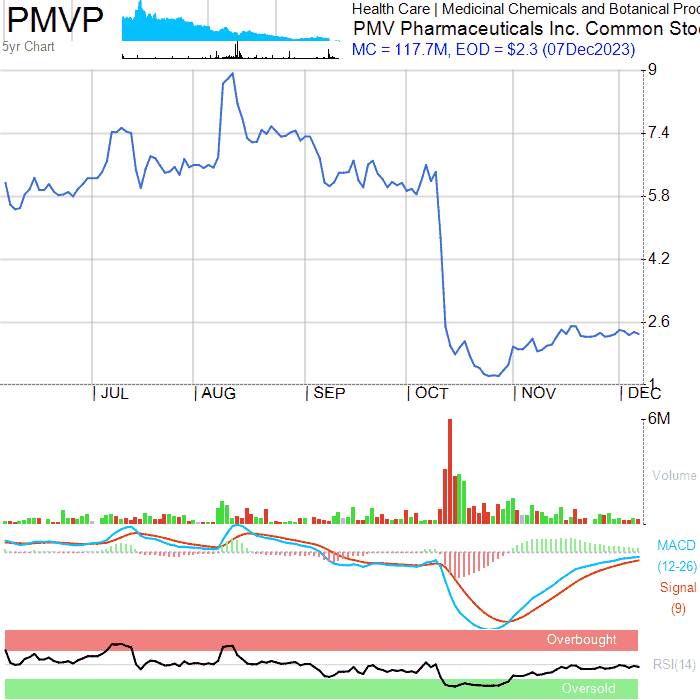 PMVP
5yr Chart
Health Care | Medicinal Chemicals and Botanical Pro
PMV Pharmaceuticals Inc. Common Sto
MC = 117.7M, EOD = $2.3 (07Dec2023)
9
7.4
5.8
4.2
2.6
1
JUL AUG SEP OCT NOV DEC
6M
Volume
MACD
(12-26)
Signal
(9)
Overbought
RSI(14)
Oversold